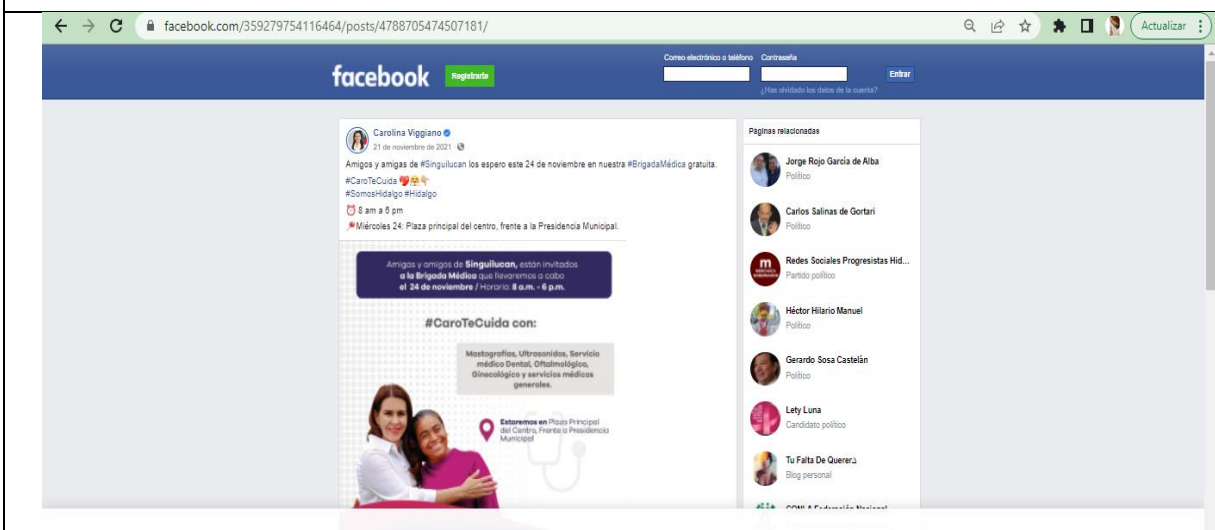 facebook.com/359279754116464/posts/4788705474507181/
Actualizar
facebook
Registrarte
Correo electrónico o teléfono
Contraseña
Entrar
¿Has olvidado los datos de la cuenta?
Carolina Viggiano
21 de noviembre de 2021 ·
Amigos y amigas de #Singuilucan los espero este 24 de noviembre en nuestra #BrigadaMédica gratuita.
#CaroTeCuida
#SomosHidalgo #Hidalgo
8 am a 6 pm
Miércoles 24: Plaza principal del centro, frente a la Presidencia Municipal.
Amigas y amigos de Singuilucan, están invitados
a la Brigada Médica que llevaremos a cabo
el 24 de noviembre / Horario: 8 a.m. - 6 p.m.
#CaroTeCuida con:
Mastografías, Ultrasonidos, Servicio
médico Dental, Oftalmológico,
Ginecológico y servicios médicos
generales.
Estaremos en Plaza Principal
del Centro, Frente a Presidencia
Municipal
Páginas relacionadas
Jorge Rojo García de Alba
Político
Carlos Salinas de Gortari
Político
Redes Sociales Progresistas Hid...
Partido político
Héctor Hilario Manuel
Político
Gerardo Sosa Castelán
Político
Lety Luna
Candidato político
Tu Falta De Querer
Blog personal